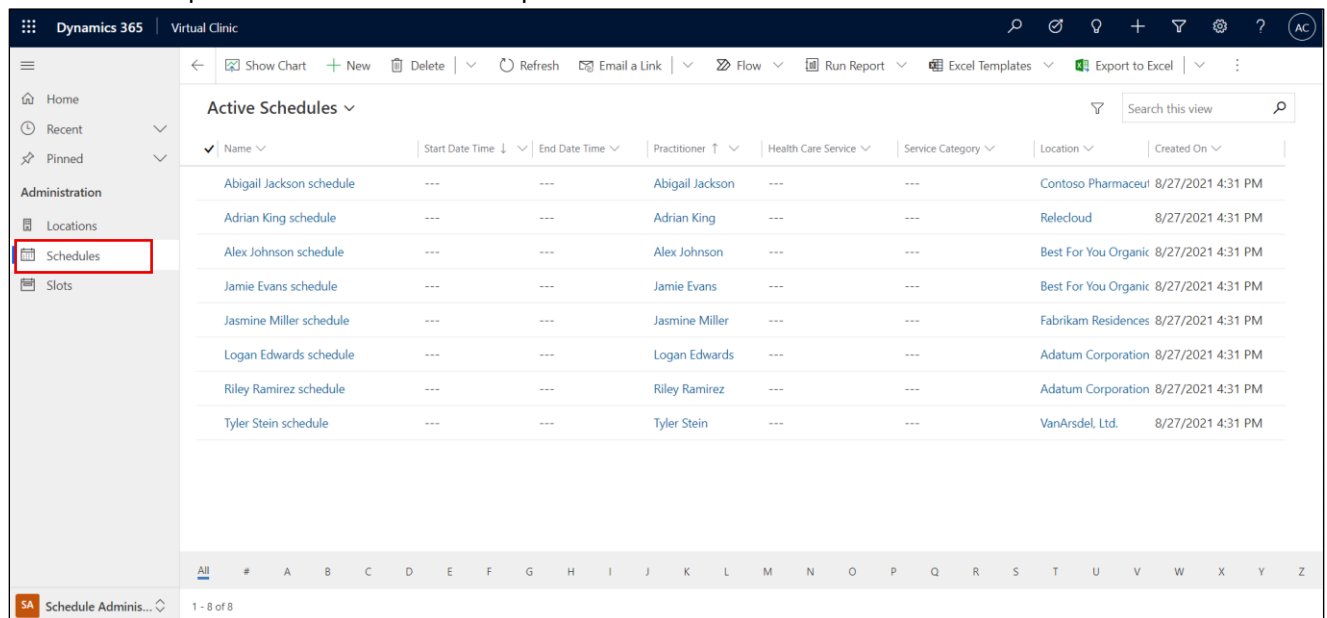 Dynamics 365 Virtual Clinic AC
Show Chart New Delete Refresh Email a Link Flow Run Report Excel Templates Export to Excel
Home
Recent
Pinned
Administration
Locations
Schedules
Slots
Active Schedules Search this view
Name Start Date Time ↓ End Date Time Practitioner ↑ Health Care Service Service Category Location Created On
Abigail Jackson schedule --- --- Abigail Jackson --- --- Contoso Pharmaceut 8/27/2021 4:31 PM
Adrian King schedule --- --- Adrian King --- --- Relecloud 8/27/2021 4:31 PM
Alex Johnson schedule --- --- Alex Johnson --- --- Best For You Organic 8/27/2021 4:31 PM
Jamie Evans schedule --- --- Jamie Evans --- --- Best For You Organic 8/27/2021 4:31 PM
Jasmine Miller schedule --- --- Jasmine Miller --- --- Fabrikam Residences 8/27/2021 4:31 PM
Logan Edwards schedule --- --- Logan Edwards --- --- Adatum Corporation 8/27/2021 4:31 PM
Riley Ramirez schedule --- --- Riley Ramirez --- --- Adatum Corporation 8/27/2021 4:31 PM
Tyler Stein schedule --- --- Tyler Stein --- --- VanArsdel, Ltd. 8/27/2021 4:31 PM
All # A B C D E F G H I J K L M N O P Q R S T U V W X Y Z
SA Schedule Adminis... 1 - 8 of 8